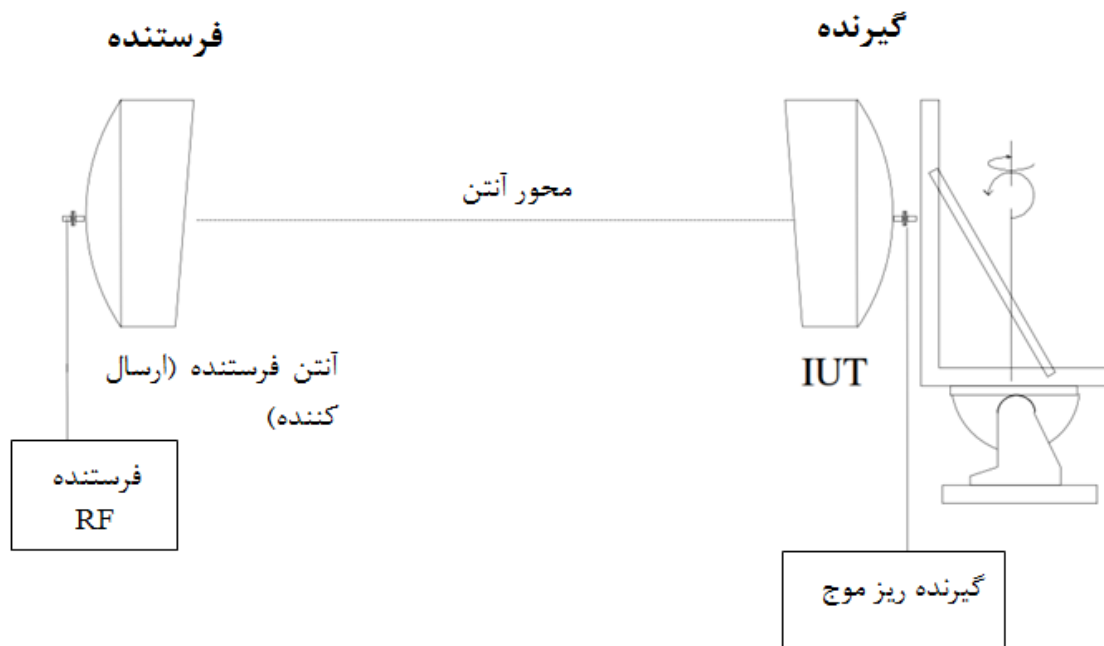 گیرنده
فرستنده
محور آنتن
IUT
آنتن فرستنده (ارسال
کننده)
فرستنده
RF
گیرنده ریز موج